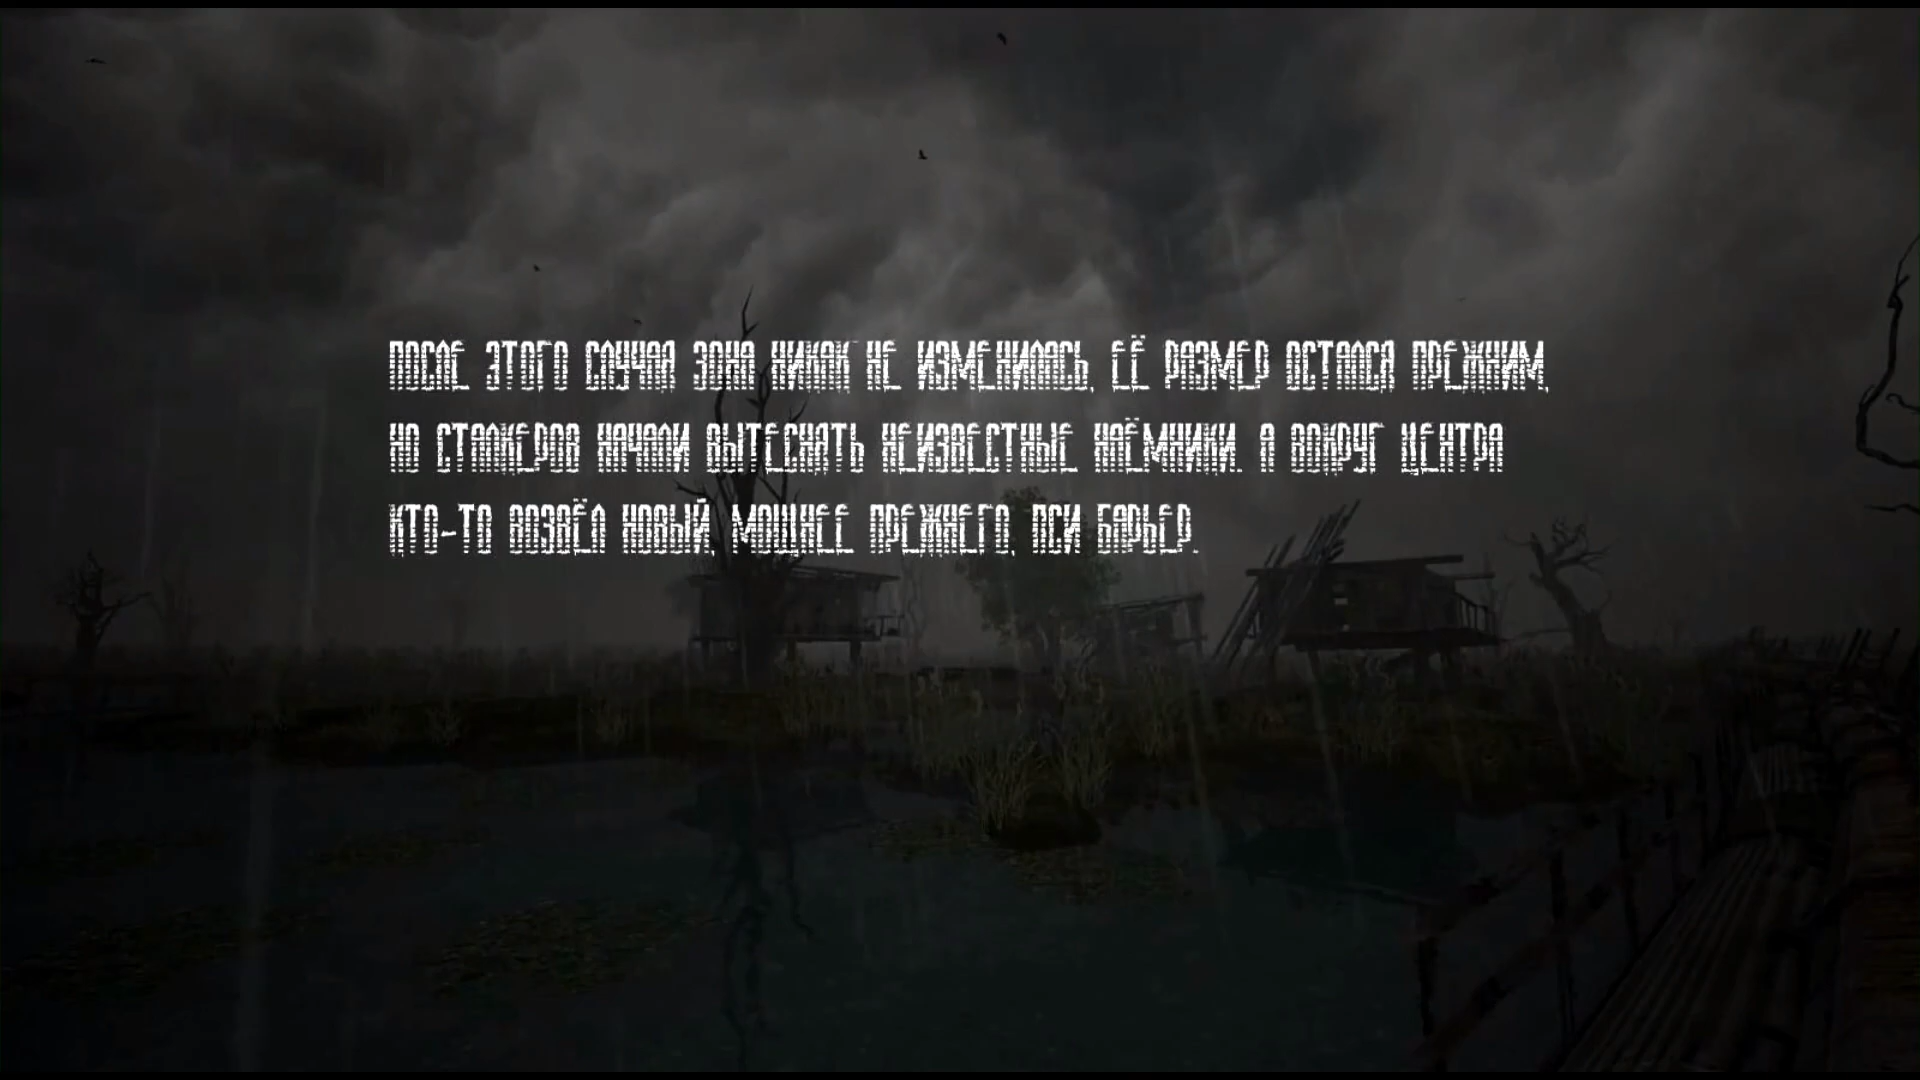 ПОСЛЕ ЭТОГО СЛУЧАЯ ЗОНА НИКАК НЕ ИЗМЕНИЛАСЬ, ЕЁ РАЗМЕР ОСТАЛСЯ ПРЕЖНИМ,
НО СТАЛКЕРОВ НАЧАЛИ ВЫТЕСНЯТЬ НЕИЗВЕСТНЫЕ НАЁМНИКИ. А ВОКРУГ ЦЕНТРА
КТО-ТО ВОЗВЁЛ НОВЫЙ, МОЩНЕЕ ПРЕЖНЕГО, ПСИ БАРЬЕР.